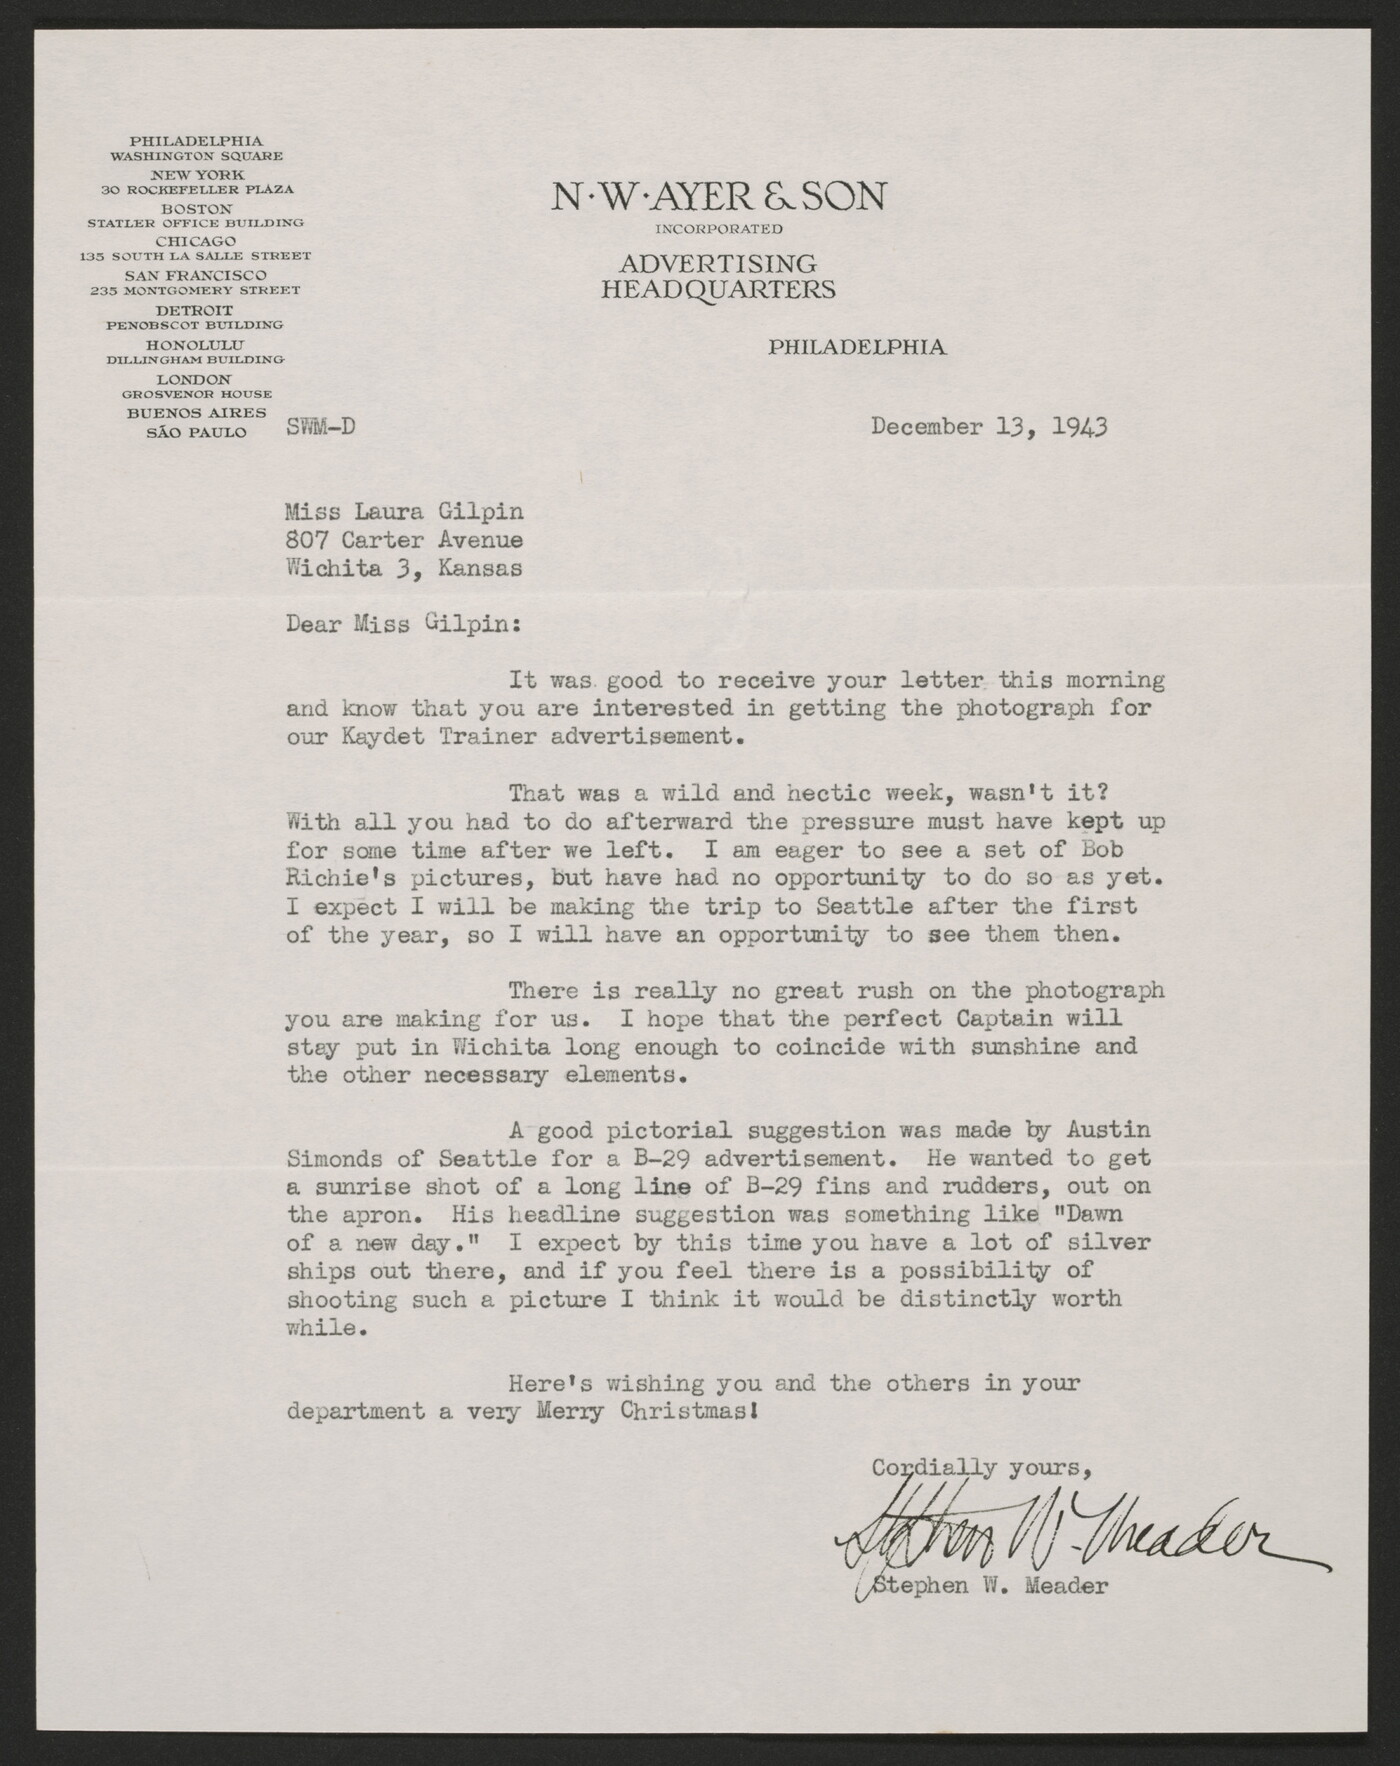 PHILADELPHIA
WASHINGTON SQUARE
NEW YORK
30 ROCKEFELLER PLAZA
BOSTON
STATLER OFFICE BUILDING
CHICAGO
135 SOUTH LA SALLE STREET
SAN FRANCISCO
235 MONTGOMERY STREET
DETROIT
PENOBSCOT BUILDING
HONOLULU
DILLINGHAM BUILDING
LONDON
GROSVENOR HOUSE
BUENOS AIRES
SÃO PAULO
N·W·AYER & SON
INCORPORATED
ADVERTISING
HEADQUARTERS
PHILADELPHIA
SWM-D
December 13, 1943
Miss Laura Gilpin
807 Carter Avenue
Wichita 3, Kansas
Dear Miss Gilpin:
It was good to receive your letter this morning
and know that you are interested in getting the photograph for
our Kaydet Trainer advertisement.
That was a wild and hectic week, wasn't it?
With all you had to do afterward the pressure must have kept up
for some time after we left. I am eager to see a set of Bob
Richie's pictures, but have had no opportunity to do so as yet.
I expect I will be making the trip to Seattle after the first
of the year, so I will have an opportunity to see them then.
There is really no great rush on the photograph
you are making for us. I hope that the perfect Captain will
stay put in Wichita long enough to coincide with sunshine and
the other necessary elements.
A good pictorial suggestion was made by Austin
Simonds of Seattle for a B-29 advertisement. He wanted to get
a sunrise shot of a long line of B-29 fins and rudders, out on
the apron. His headline suggestion was something like "Dawn
of a new day." I expect by this time you have a lot of silver
ships out there, and if you feel there is a possibility of
shooting such a picture I think it would be distinctly worth
while.
Here's wishing you and the others in your
department a very Merry Christmas!
Cordially yours,
Stephen W. Meader
Stephen W. Meader